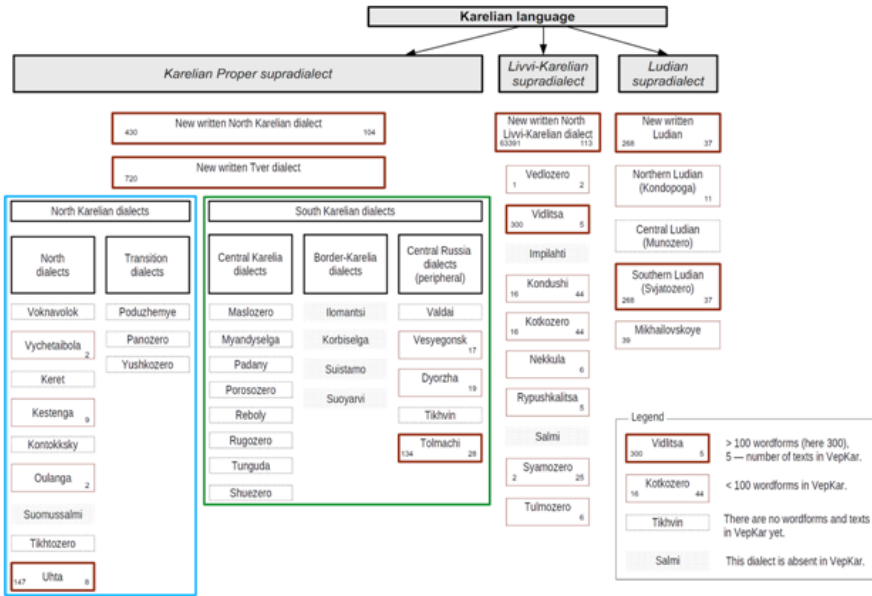 Karelian language
Karelian Proper supradialect
Livvi-Karelian
supradialect
Ludian
supradialect
New written North Karelian dialect
430 104
New written Tver dialect
720
New written North
Livvi-Karelian dialect
63391 113
New written
Ludian
268 37
North Karelian dialects
North
dialects
Transition
dialects
Voknavolok
Vychetaibola
2
Keret
Kestenga
9
Kontokksky
Oulanga
2
Suomussalmi
Tikhtozero
Uhta
147 8
Poduzhemye
Panozero
Yushkozero
South Karelian dialects
Central Karelia
dialects
Border-Karelia
dialects
Central Russia
dialects
(peripheral)
Maslozero
Myandyselga
Padany
Porosozero
Reboly
Rugozero
Tunguda
Shuezero
Ilomantsi
Korbiselga
Suistamo
Suoyarvi
Valdai
Vesyegonsk
17
Dyorzha
19
Tikhvin
Tolmachi
134 28
Vedlozero
1 2
Vidlitsa
300 5
Impilahti
Kondushi
16 44
Kotkozero
16 44
Nekkula
6
Rypushkalitsa
5
Salmi
Syamozero
2 25
Tulmozero
6
Northern Ludian
(Kondopoga)
11
Central Ludian
(Munozero)
Southern Ludian
(Svjatozero)
268 37
Mikhailovskoye
39
Legend
Vidlitsa
300 5
> 100 wordforms (here 300),
5 — number of texts in VepKar.
Kotkozero
16 44
< 100 wordforms in VepKar.
Tikhvin
There are no wordforms and texts
in VepKar yet.
Salmi
This dialect is absent in VepKar.